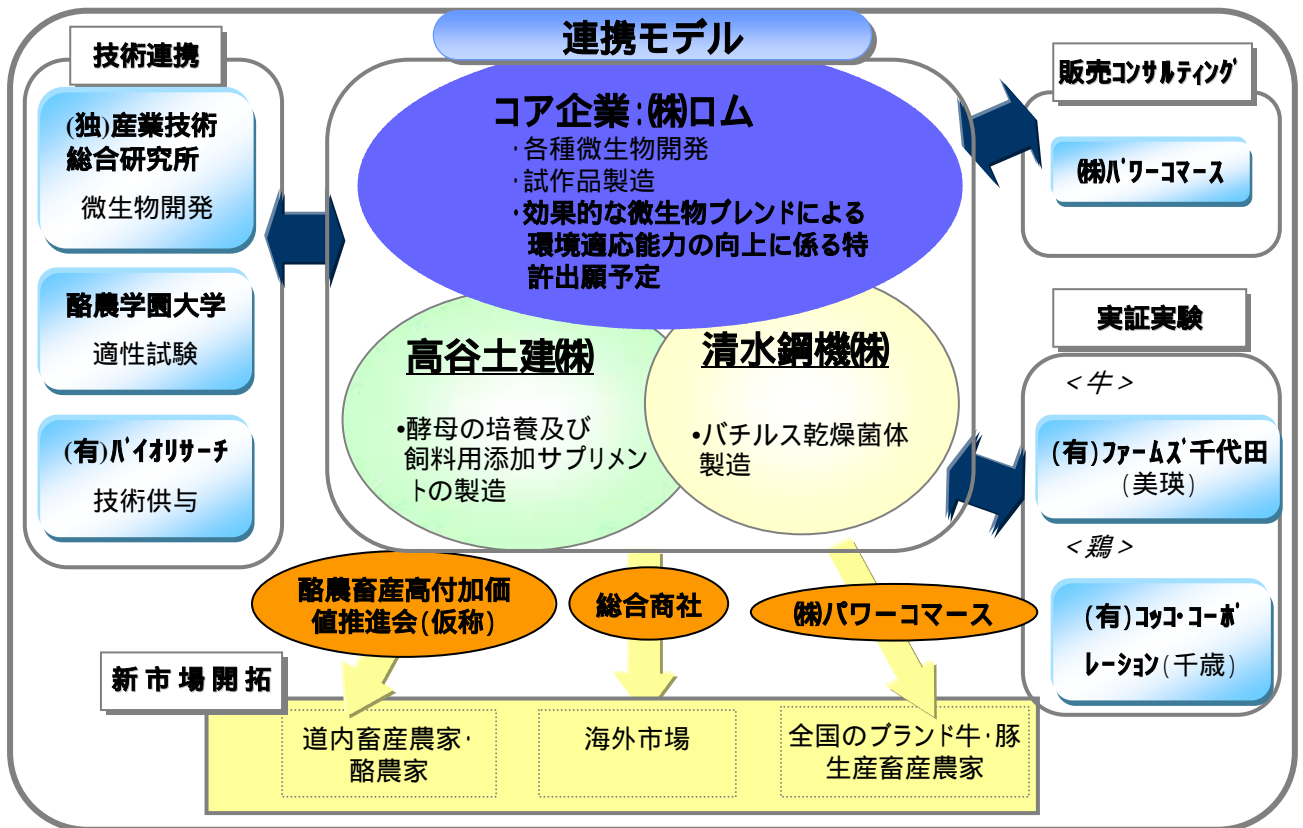 連携モデル
技術連携
(独)産業技術
総合研究所
微生物開発
酪農学園大学
適性試験
(有)ﾊﾞｲｵﾘｻｰﾁ
技術供与
コア企業:㈱ロム
･各種微生物開発
･試作品製造
･効果的な微生物ブレンドによる
環境適応能力の向上に係る特
許出願予定
高谷土建㈱
•酵母の培養及び
飼料用添加サプリメン
トの製造
清水鋼機㈱
•バチルス乾燥菌体
製造
販売ｺﾝｻﾙﾃｨﾝｸﾞ
㈱ﾊﾟﾜｰｺﾏｰｽ
実証実験
<牛>
(有)ﾌｧｰﾑｽﾞ千代田
(美瑛)
<鶏>
(有)ｺｯｺ･ｺｰﾎﾟ
ﾚｰｼｮﾝ(千歳)
酪農畜産高付加価
値推進会(仮称)
総合商社
㈱パワーコマース
新市場開拓
道内畜産農家･
酪農家
海外市場
全国のブランド牛･豚
生産畜産農家